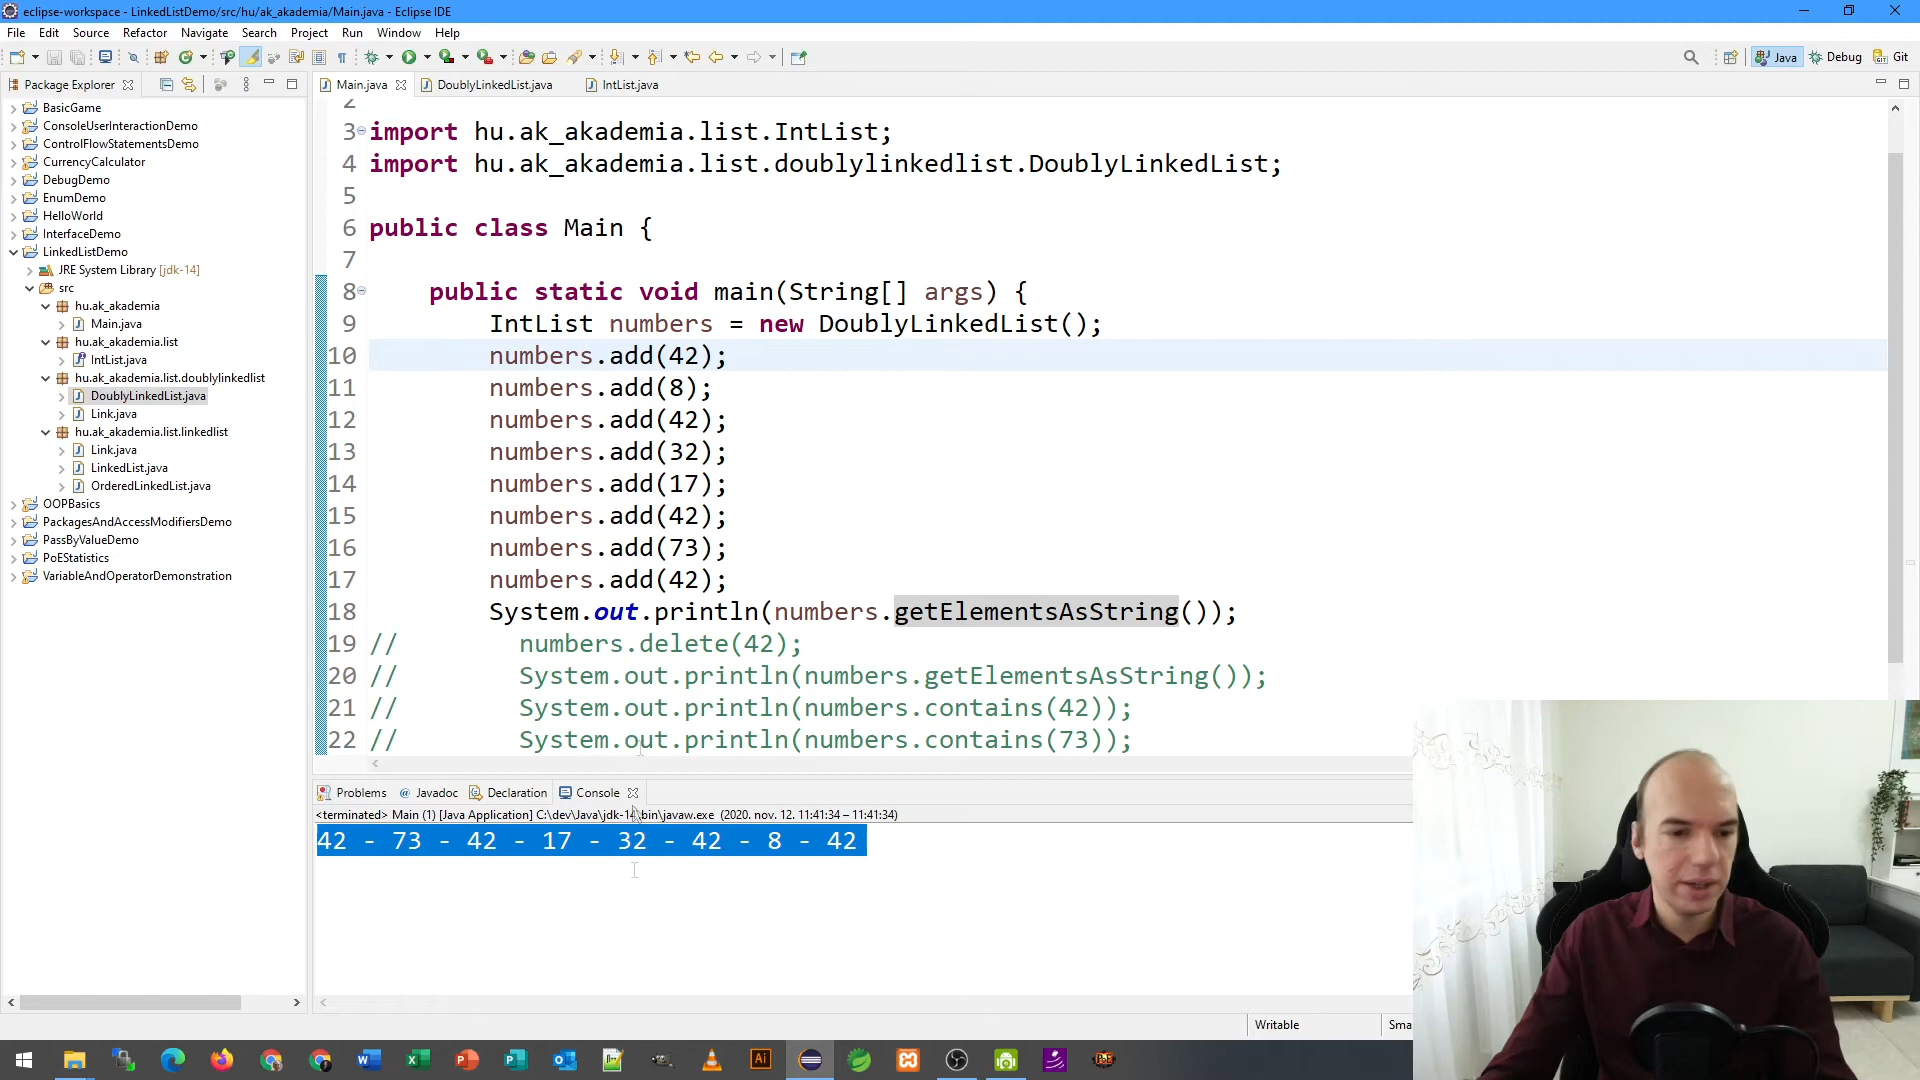 eclipse-workspace - LinkedListDemo/src/hu/ak_akademia/Main.java - Eclipse IDE
File Edit Source Refactor Navigate Search Project Run Window Help
Java Debug Git
Package Explorer
Main.java DoublyLinkedList.java IntList.java
BasicGame
ConsoleUserInteractionDemo
ControlFlowStatementsDemo
CurrencyCalculator
DebugDemo
EnumDemo
HelloWorld
InterfaceDemo
LinkedListDemo
JRE System Library [jdk-14]
src
hu.ak_akademia
Main.java
hu.ak_akademia.list
IntList.java
hu.ak_akademia.list.doublylinkedlist
DoublyLinkedList.java
Link.java
hu.ak_akademia.list.linkedlist
Link.java
LinkedList.java
OrderedLinkedList.java
OOPBasics
PackagesAndAccessModifiersDemo
PassByValueDemo
PoEStatistics
VariableAndOperatorDemonstration
2
3 import hu.ak_akademia.list.IntList;
4 import hu.ak_akademia.list.doublylinkedlist.DoublyLinkedList;
5
6 public class Main {
7
8 public static void main(String[] args) {
9 IntList numbers = new DoublyLinkedList();
10 numbers.add(42);
11 numbers.add(8);
12 numbers.add(42);
13 numbers.add(32);
14 numbers.add(17);
15 numbers.add(42);
16 numbers.add(73);
17 numbers.add(42);
18 System.out.println(numbers.getElementsAsString());
19 // numbers.delete(42);
20 // System.out.println(numbers.getElementsAsString());
21 // System.out.println(numbers.contains(42));
22 // System.out.println(numbers.contains(73));
Problems Javadoc Declaration Console
<terminated> Main (1) [Java Application] C:\dev\Java\jdk-14\bin\javaw.exe (2020. nov. 12. 11:41:34 – 11:41:34)
42 - 73 - 42 - 17 - 32 - 42 - 8 - 42
Writable Sma